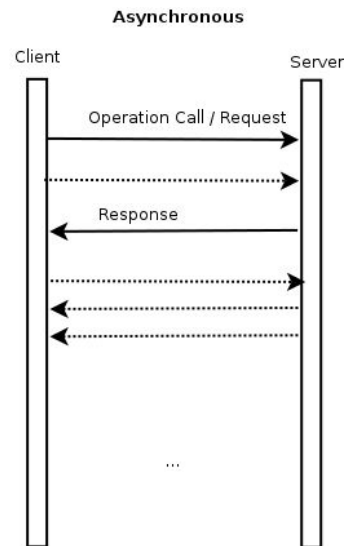 Asynchronous
Client
Server
Operation Call / Request
Response
...